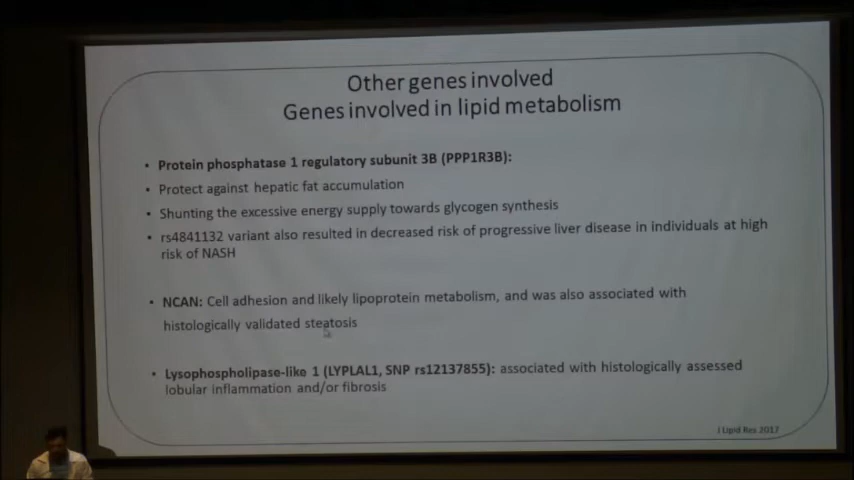 Other genes involved
Genes involved in lipid metabolism
• Protein phosphatase 1 regulatory subunit 3B (PPP1R3B):
• Protect against hepatic fat accumulation
• Shunting the excessive energy supply towards glycogen synthesis
• rs4841132 variant also resulted in decreased risk of progressive liver disease in individuals at high
risk of NASH
• NCAN: Cell adhesion and likely lipoprotein metabolism, and was also associated with
histologically validated steatosis
• Lysophospholipase-like 1 (LYPLAL1, SNP rs12137855): associated with histologically assessed
lobular inflammation and/or fibrosis
J Lipid Res 2017